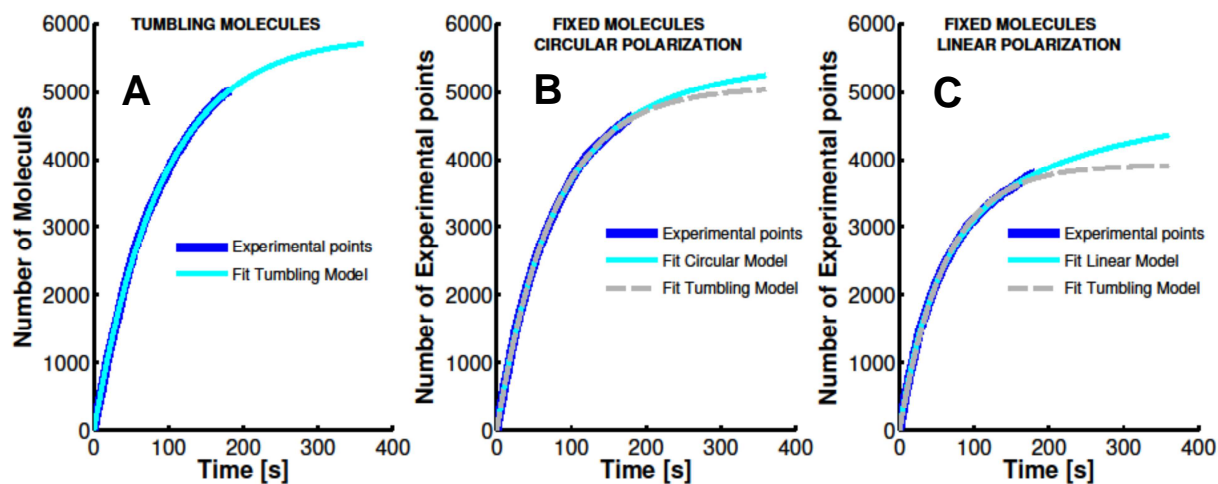 TUMBLING MOLECULES
A
Number of Molecules
6000
5000
4000
3000
2000
1000
0
Experimental points
Fit Tumbling Model
0 100 200 300 400
Time [s]
FIXED MOLECULES
CIRCULAR POLARIZATION
B
Number of Experimental points
6000
5000
4000
3000
2000
1000
0
Experimental points
Fit Circular Model
Fit Tumbling Model
0 100 200 300 400
Time [s]
FIXED MOLECULES
LINEAR POLARIZATION
C
Number of Experimental points
6000
5000
4000
3000
2000
1000
0
Experimental points
Fit Linear Model
Fit Tumbling Model
0 100 200 300 400
Time [s]